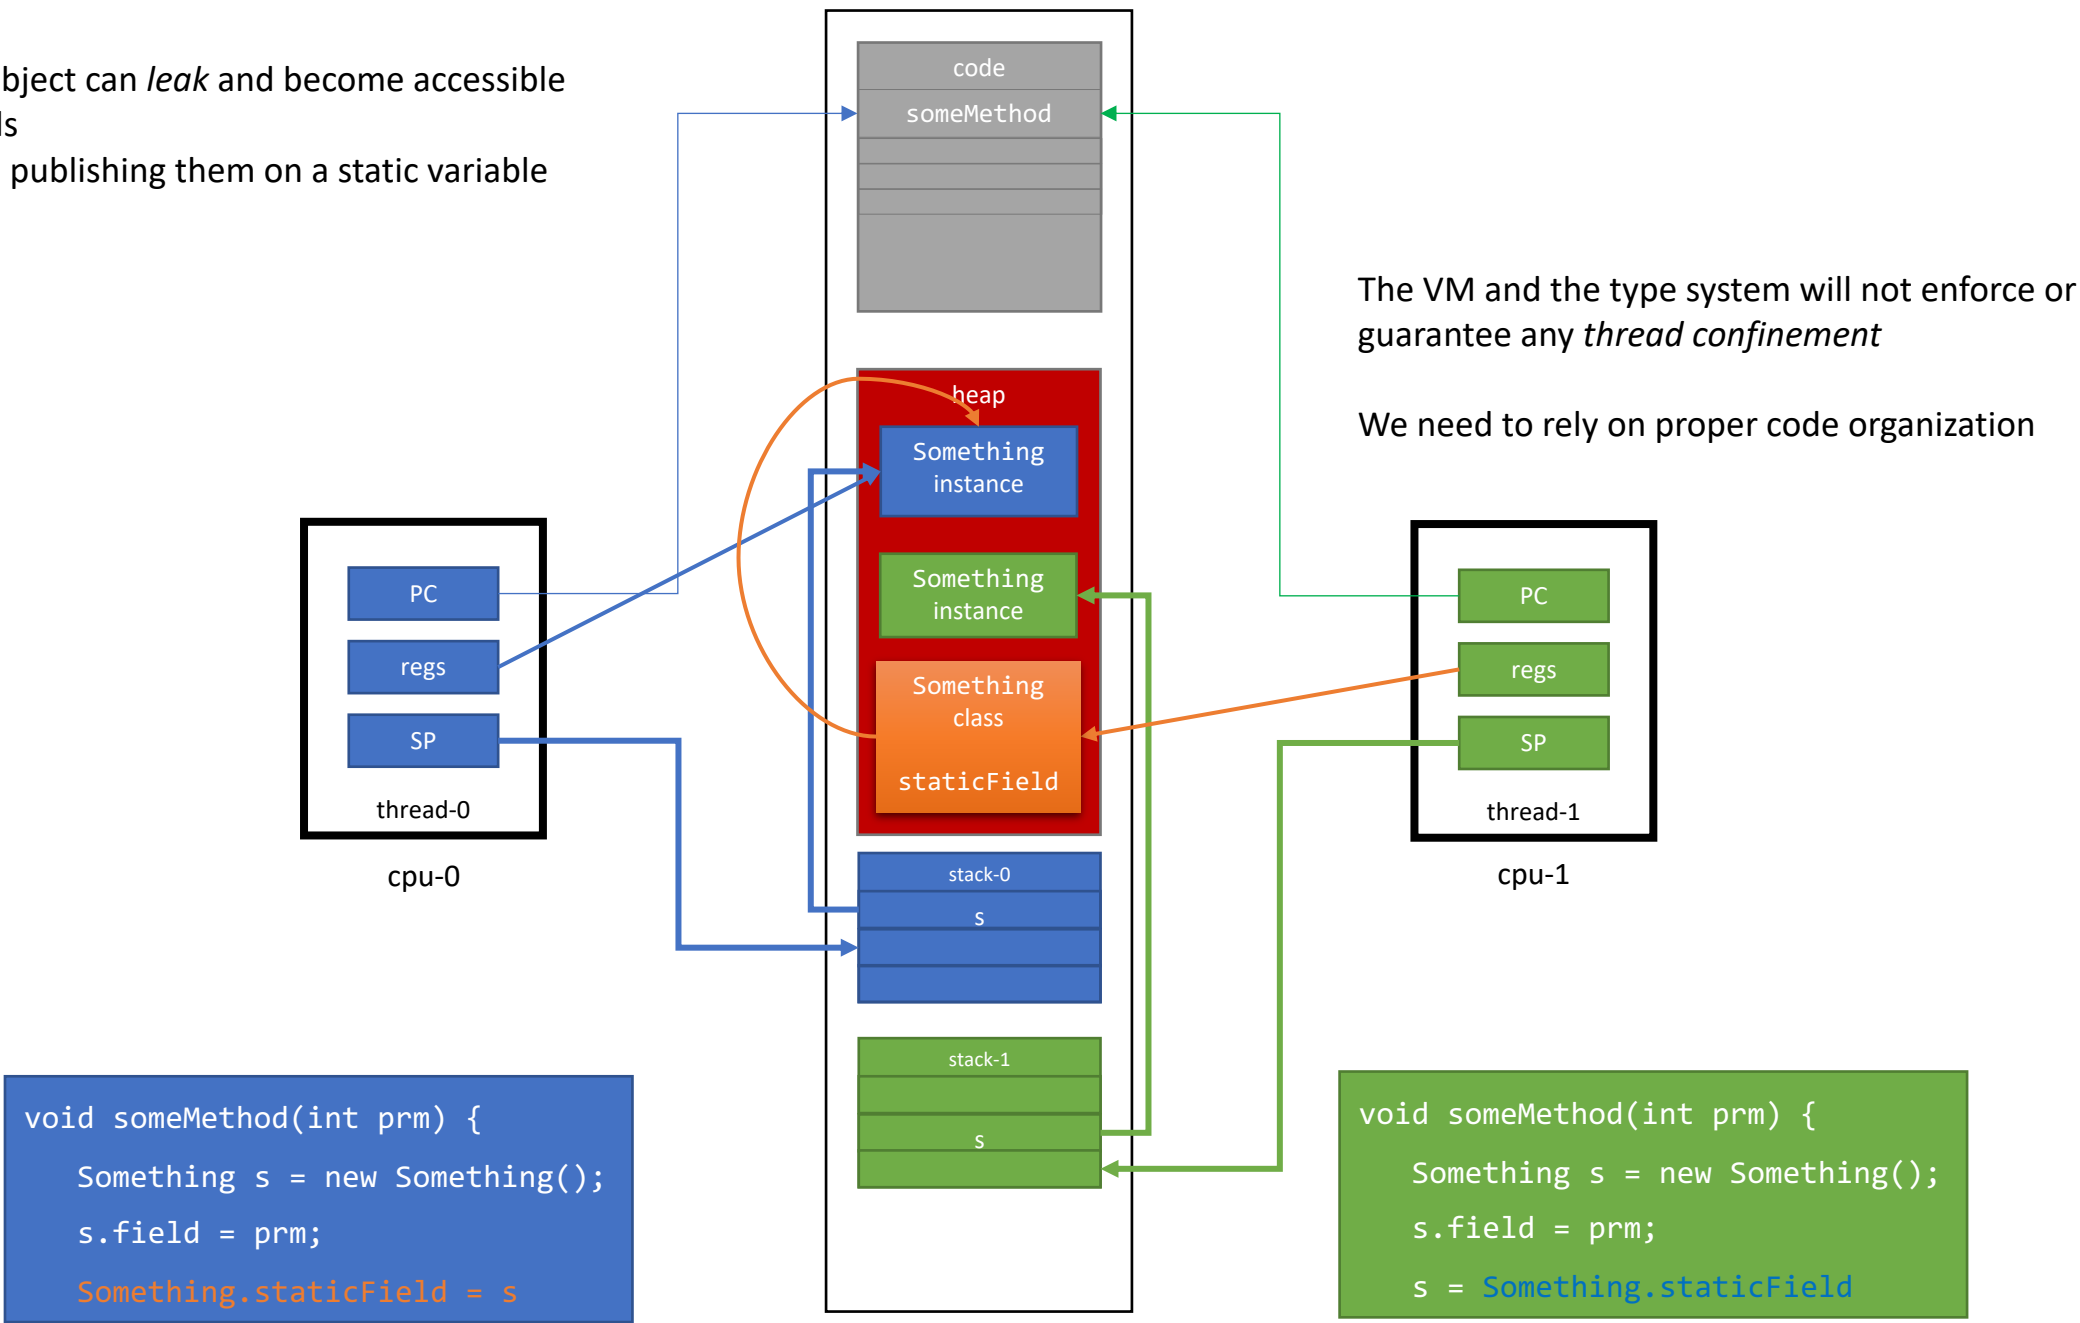 bject can leak and become accessible
ls
publishing them on a static variable
code
someMethod
The VM and the type system will not enforce or
guarantee any thread confinement
We need to rely on proper code organization
heap
Something
instance
Something
instance
Something
class
staticField
PC
regs
SP
thread-0
cpu-0
PC
regs
SP
thread-1
cpu-1
stack-0
s
stack-1
s
void someMethod(int prm) {
Something s = new Something();
s.field = prm;
Something.staticField = s
void someMethod(int prm) {
Something s = new Something();
s.field = prm;
s = Something.staticField